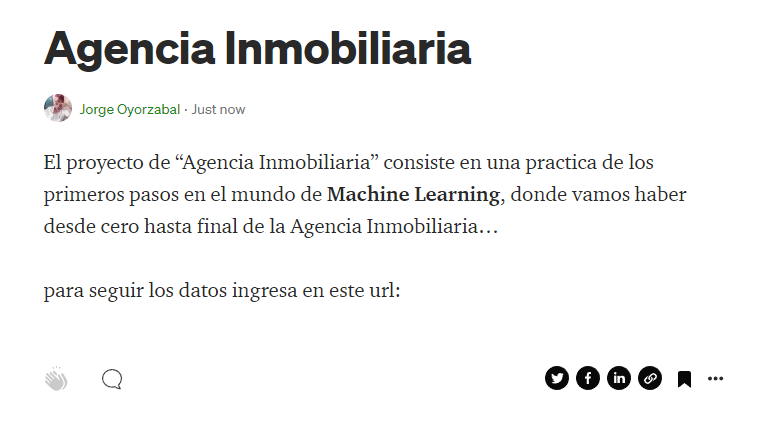 Agencia Inmobiliaria
Jorge Oyorzabal · Just now
El proyecto de “Agencia Inmobiliaria” consiste en una practica de los
primeros pasos en el mundo de Machine Learning, donde vamos haber
desde cero hasta final de la Agencia Inmobiliaria…
para seguir los datos ingresa en este url: